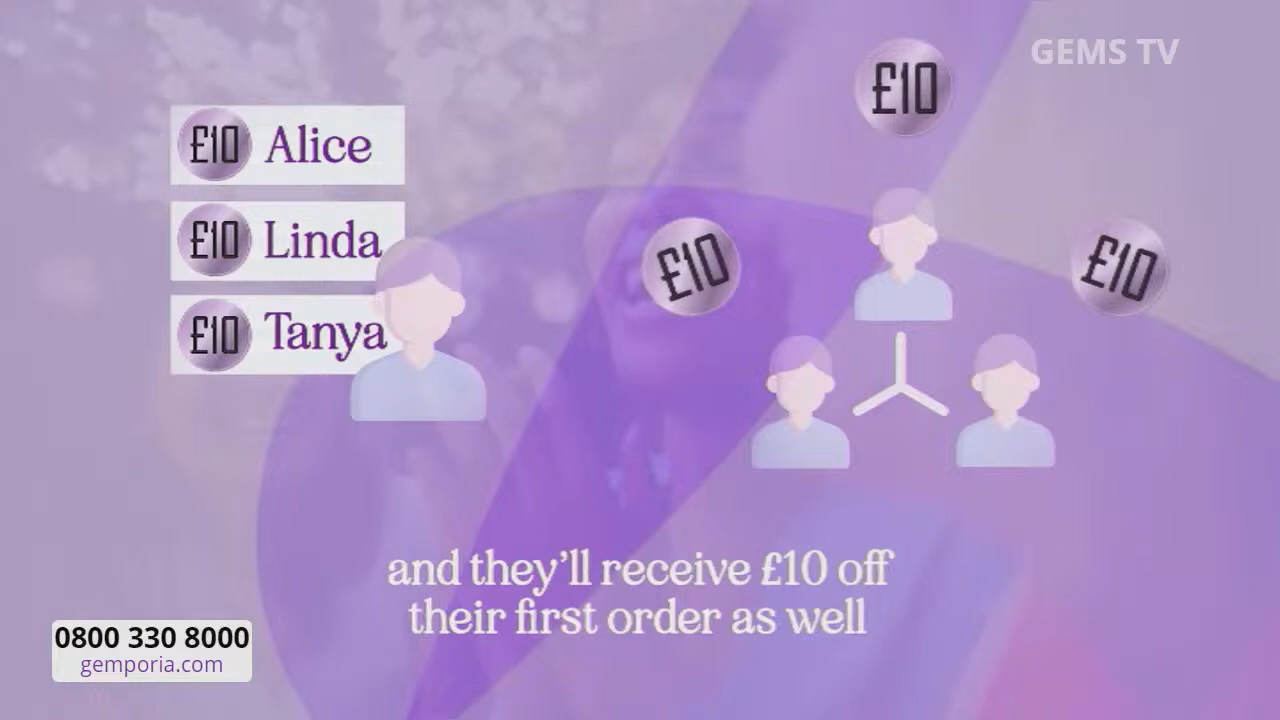 GEMS TV
£10
£10 Alice
£10 Linda
£10 Tanya
£10
£10
and they'll receive £10 off
their first order as well
0800 330 8000
gemporia.com